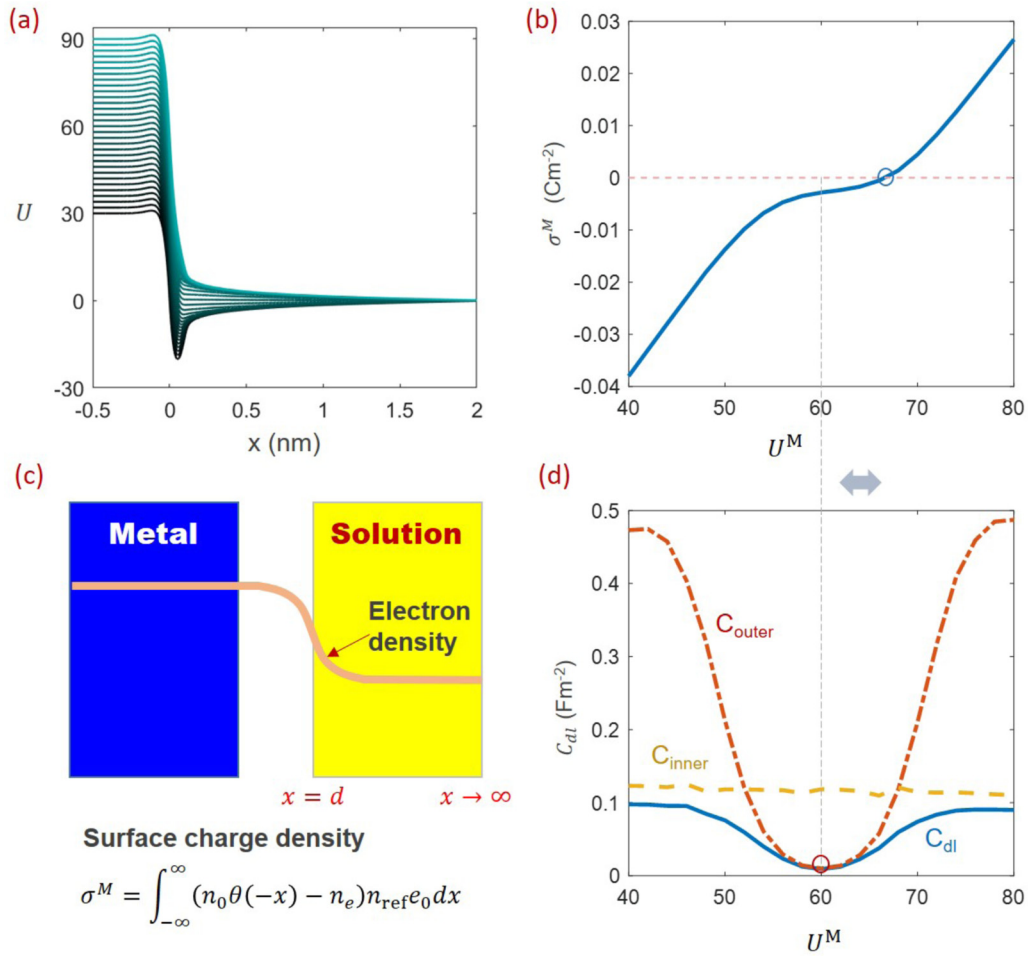 (a)
90
60
30
0
-30
U
-0.5
0
0.5
1
1.5
2
x (nm)
(b)
0.03
0.02
0.01
0
-0.01
-0.02
-0.03
-0.04
σ^M (Cm^-2)
40
50
60
70
80
U^M
(c)
Metal
Solution
Electron
density
x = d
x → ∞
Surface charge density
σ^M = ∫_{-∞}^{∞} (n_0θ(−x) − n_e)n_ref e_0 dx
(d)
0.5
0.4
0.3
0.2
0.1
0
C_dl (Fm^-2)
C_outer
C_inner
C_dl
40
50
60
70
80
U^M